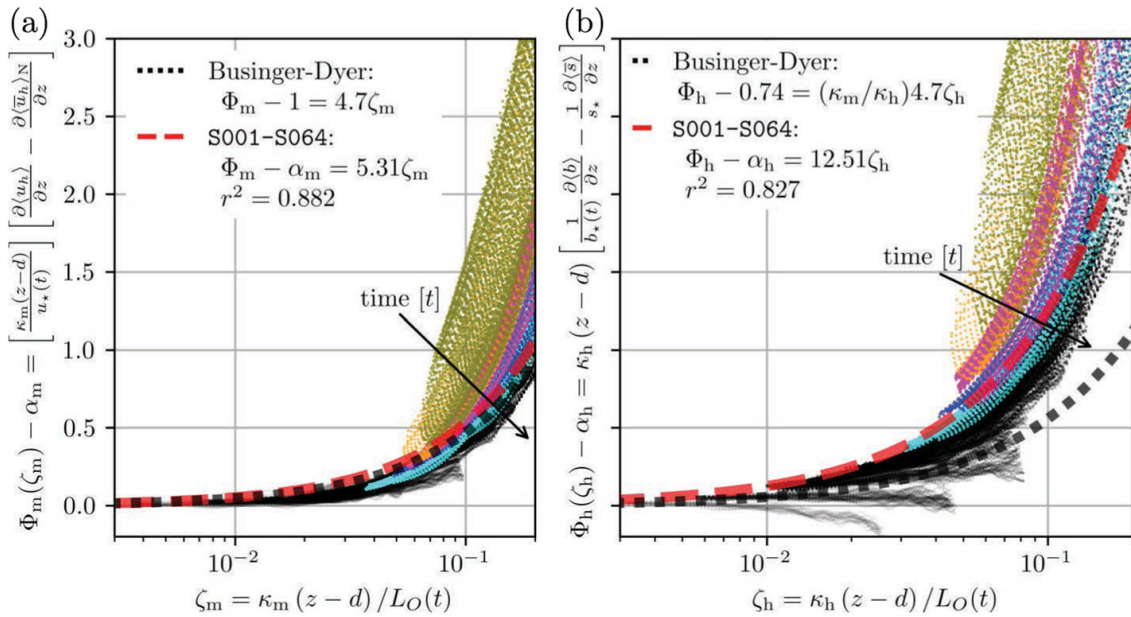 (a)
Φm(ζm) − αm = [κm(z−d)/u⋆(t)] [∂⟨uh⟩/∂z − ∂⟨u̅h⟩N/∂z]
3.0
2.5
2.0
1.5
1.0
0.5
0.0
Businger-Dyer:
Φm − 1 = 4.7ζm
S001-S064:
Φm − αm = 5.31ζm
r² = 0.882
time [t]
10⁻²
10⁻¹
ζm = κm (z − d) /LO(t)
(b)
Φh(ζh) − αh = κh (z − d) [1/b⋆(t) ∂⟨b⟩/∂z − 1/s⋆ ∂⟨s̅⟩/∂z]
Businger-Dyer:
Φh − 0.74 = (κm/κh)4.7ζh
S001-S064:
Φh − αh = 12.51ζh
r² = 0.827
time [t]
10⁻²
10⁻¹
ζh = κh (z − d) /LO(t)